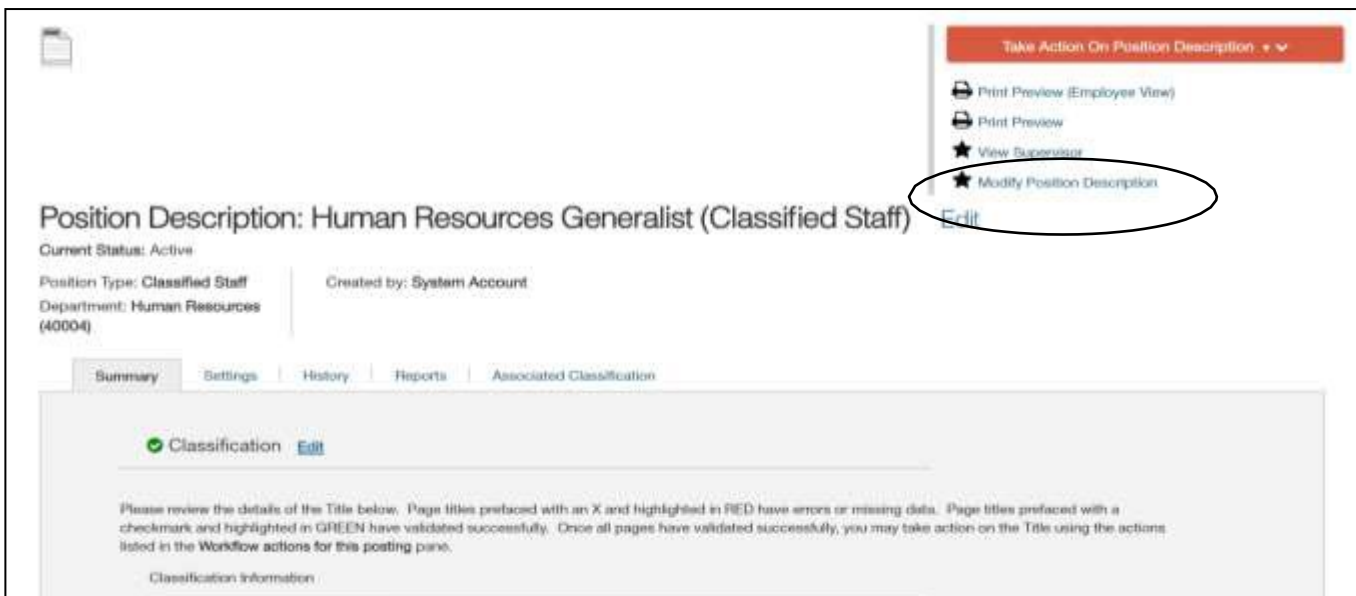 Take Action On Position Description
Print Preview (Employee View)
Print Preview
View Supervisor
Modify Position Description
Position Description: Human Resources Generalist (Classified Staff) Edit
Current Status: Active
Position Type: Classified Staff Created by: System Account
Department: Human Resources
(40004)
Summary Settings History Reports Associated Classification
Classification Edit
Please review the details of the Title below. Page titles prefaced with an X and highlighted in RED have errors or missing data. Page titles prefaced with a
checkmark and highlighted in GREEN have validated successfully. Once all pages have validated successfully, you may take action on the Title using the actions
listed in the Workflow actions for this posting pane.
Classification Information